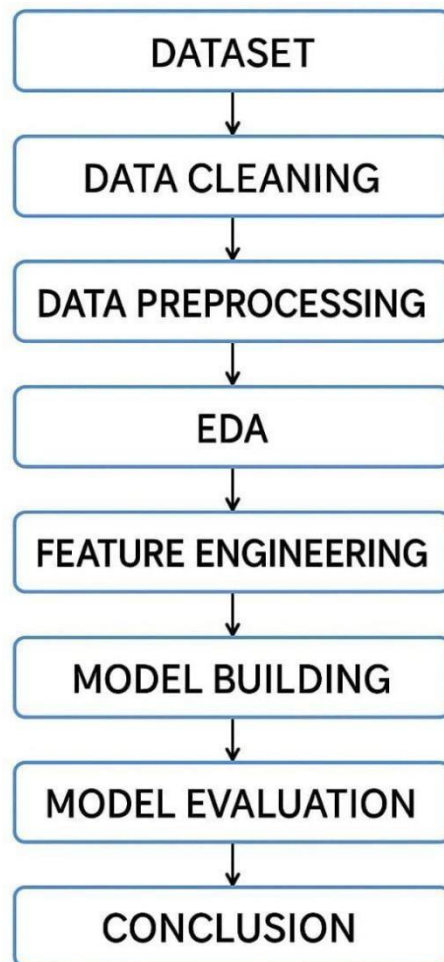 DATASET
DATA CLEANING
DATA PREPROCESSING
EDA
FEATURE ENGINEERING
MODEL BUILDING
MODEL EVALUATION
CONCLUSION